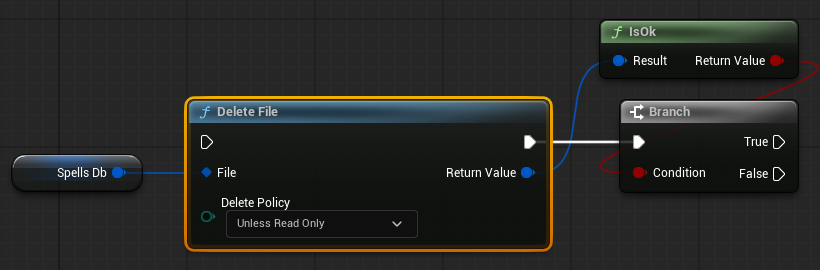 IsOk
Result
Return Value
Delete File
Branch
True
Spells Db
File
Return Value
Condition
False
Delete Policy
Unless Read Only